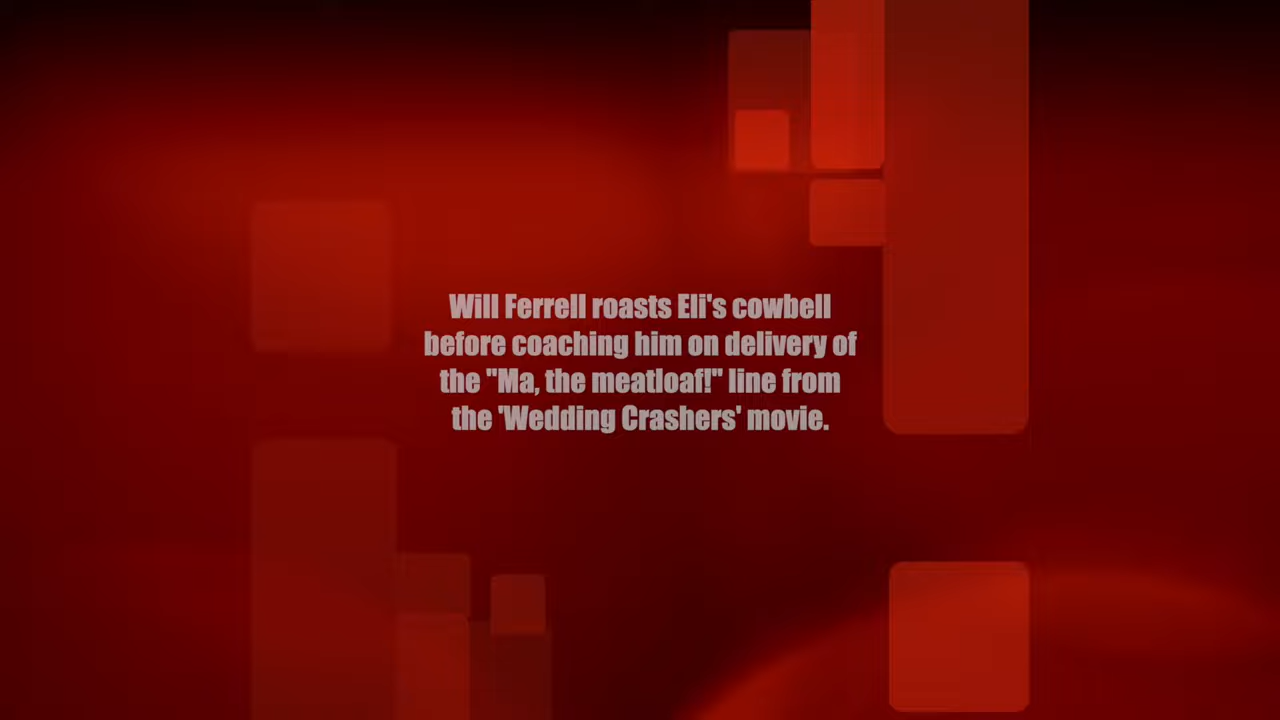 Will Ferrell roasts Eli's cowbell
before coaching him on delivery of
the "Ma, the meatloaf!" line from
the 'Wedding Crashers' movie.